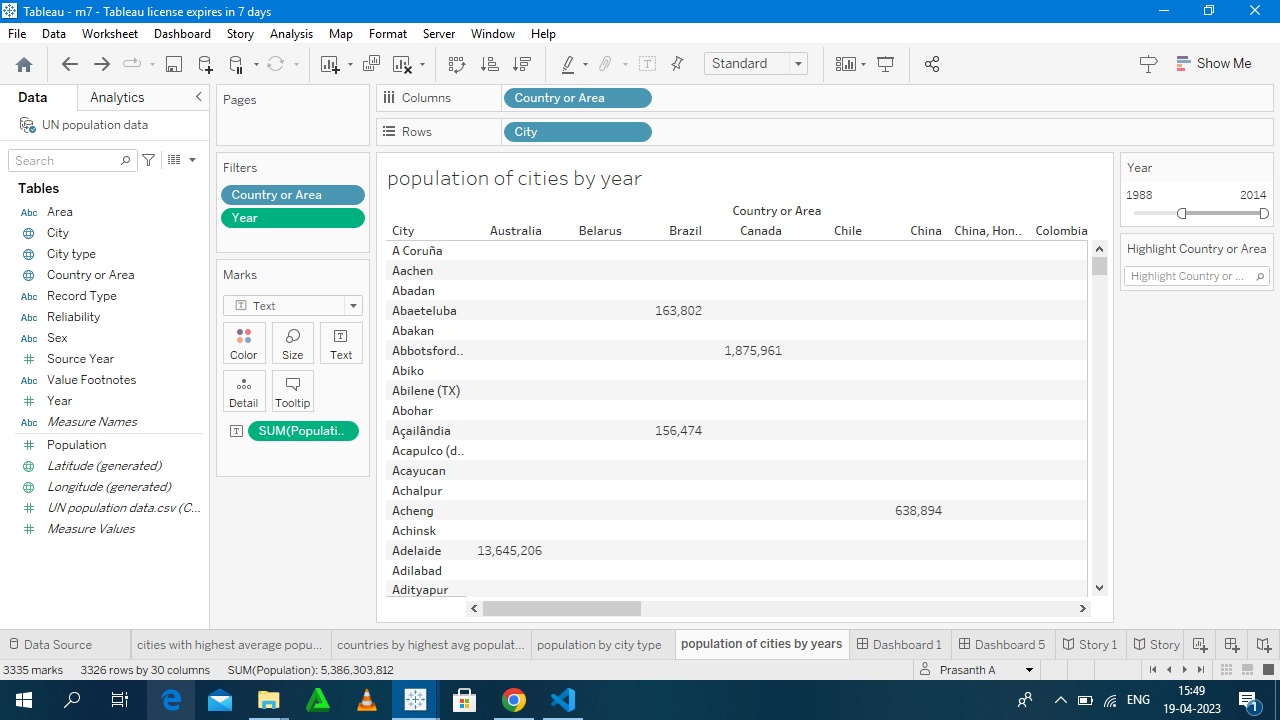 Tableau - m7 - Tableau license expires in 7 days
File Data Worksheet Dashboard Story Analysis Map Format Server Window Help
Standard
Show Me
Data Analytics
UN population data
Search
Tables
Abc Area
City
City type
Country or Area
Abc Record Type
Abc Reliability
Abc Sex
Source Year
Abc Value Footnotes
Year
Abc Measure Names
Population
Latitude (generated)
Longitude (generated)
UN population data.csv (C...
Measure Values
Pages
Filters
Country or Area
Year
Marks
Text
Color Size Text
Detail Tooltip
SUM(Populati..
Columns Country or Area
Rows City
population of cities by year
Country or Area
City Australia Belarus Brazil Canada Chile China China, Hon.. Colombia
A Coruña
Aachen
Abadan
Abaeteluba 163,802
Abakan
Abbotsford.. 1,875,961
Abiko
Abilene (TX)
Abohar
Açailândia 156,474
Acapulco (d..
Acayucan
Achalpur
Acheng 638,894
Achinsk
Adelaide 13,645,206
Adilabad
Adityapur
Year
1988 2014
Highlight Country or Area
Highlight Country or ...
Data Source cities with highest average popu... countries by highest avg populat... population by city type population of cities by years Dashboard 1 Dashboard 5 Story 1 Story
3335 marks 3326 rows by 30 columns SUM(Population): 5,386,303,812 Prasanth A
ENG 15:49
19-04-2023
1